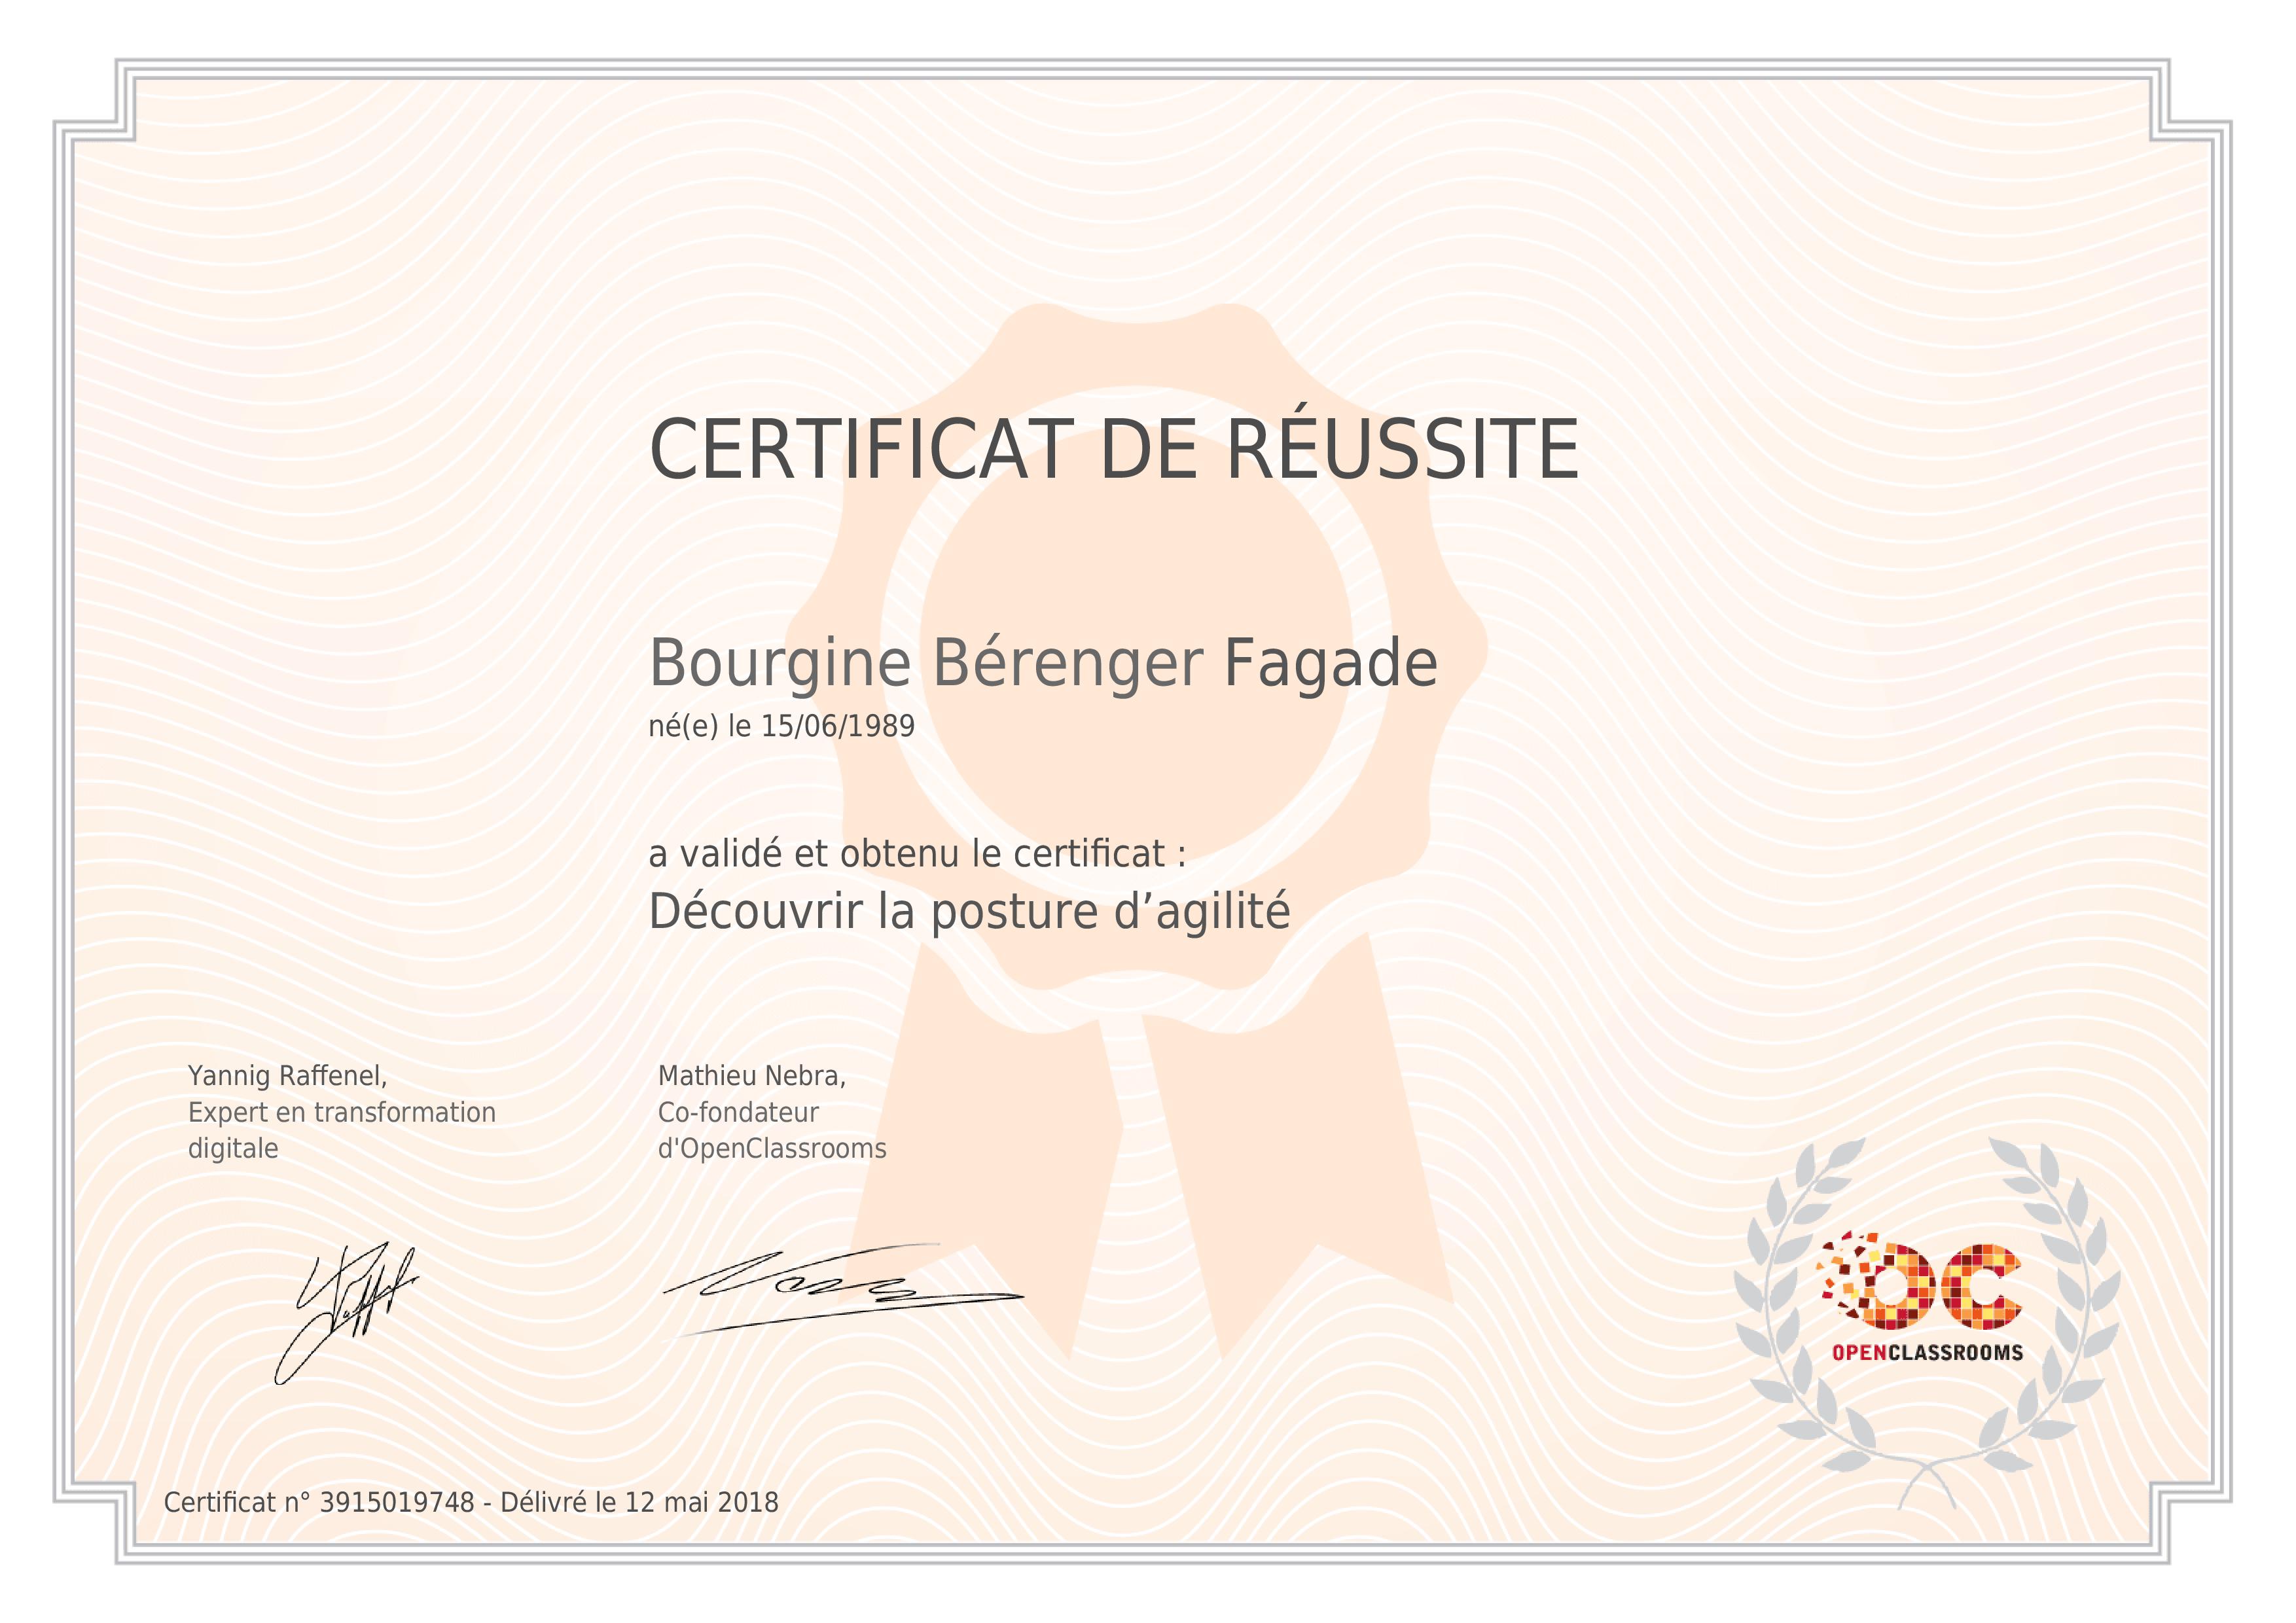 CERTIFICAT DE RÉUSSITE
Bourgine Bérenger Fagade
né(e) le 15/06/1989
a validé et obtenu le certificat :
Découvrir la posture d’agilité
Yannig Raffenel,
Expert en transformation
digitale
Mathieu Nebra,
Co-fondateur
d'OpenClassrooms
OC
OPENCLASSROOMS
Certificat n° 3915019748 - Délivré le 12 mai 2018